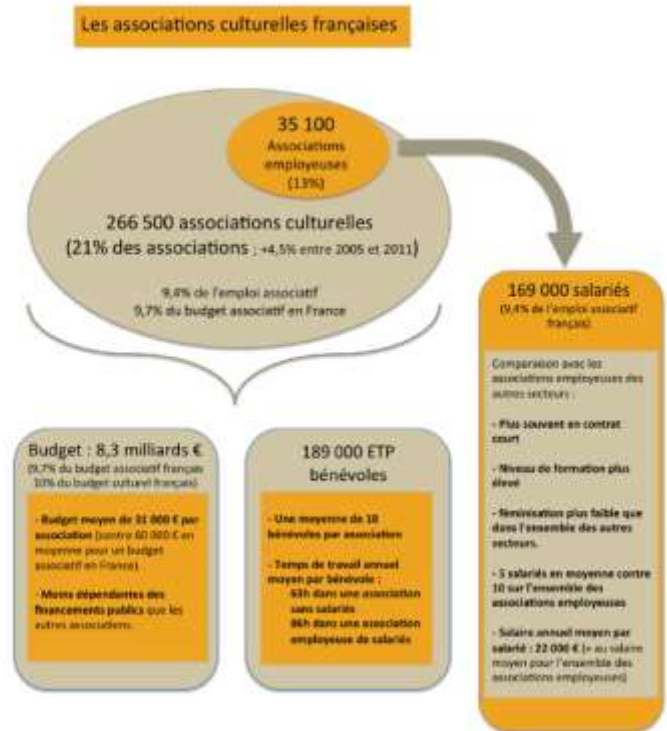 Les associations culturelles françaises
35 100
Associations
employeuses
(13%)
266 500 associations culturelles
(21% des associations ; +4,5% entre 2005 et 2011)
9,4% de l'emploi associatif
9,7% du budget associatif en France
169 000 salariés
(9,4% de l'emploi associatif
français)
Comparaison avec les
associations employeuses des
autres secteurs :
- Plus souvent en contrat
court
- Niveau de formation plus
élevé
- féminisation plus faible que
dans l'ensemble des autres
secteurs.
- 5 salariés en moyenne contre
10 sur l'ensemble des
associations employeuses
- Salaire annuel moyen par
salarié : 22 000 € (= au salaire
moyen pour l'ensemble des
associations employeuses)
Budget : 8,3 milliards €
(9,7% du budget associatif français
10% du budget culturel français)
- Budget moyen de 31 000 € par
association (contre 60 000 € en
moyenne pour un budget
associatif en France)
- Moins dépendantes des
financements publics que les
autres associations.
189 000 ETP
bénévoles
- Une moyenne de 18
bénévoles par association
- Temps de travail annuel
moyen par bénévole :
63h dans une association
sans salariés
86h dans une association
employeuse de salariés